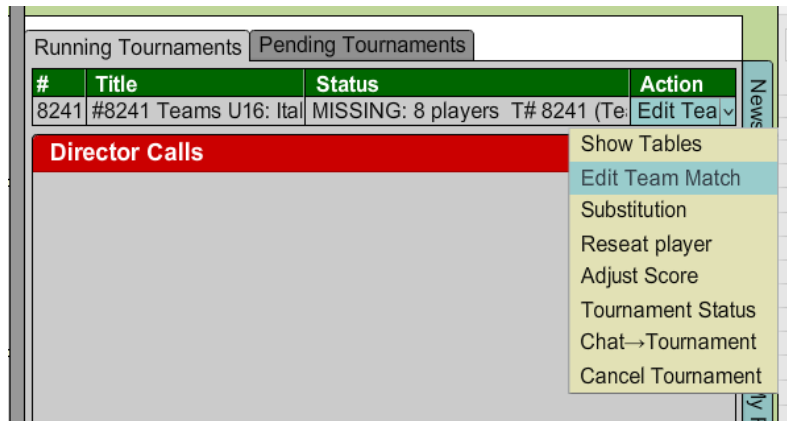 Running Tournaments Pending Tournaments
# Title Status Action
8241 #8241 Teams U16: Ital MISSING: 8 players T# 8241 (Te Edit Tea
Director Calls
Show Tables
Edit Team Match
Substitution
Reseat player
Adjust Score
Tournament Status
Chat→Tournament
Cancel Tournament
News
My